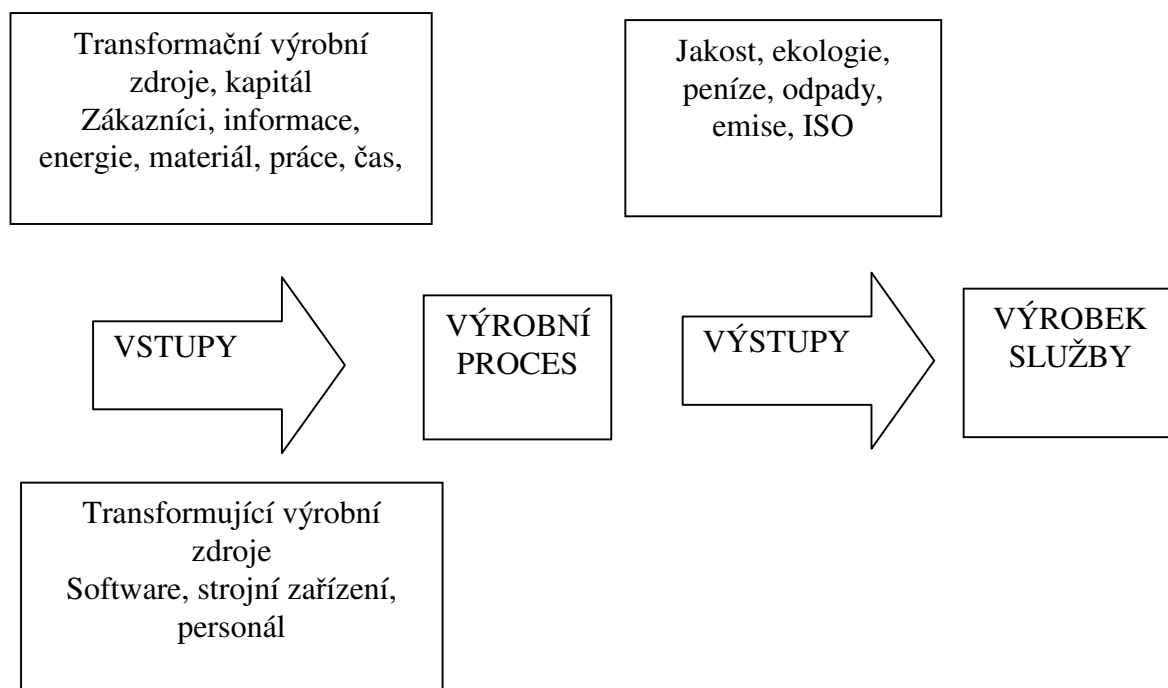 Transformační výrobní
zdroje, kapitál
Zákazníci, informace,
energie, materiál, práce, čas,
Jakost, ekologie,
peníze, odpady,
emise, ISO
VSTUPY
VÝROBNÍ
PROCES
VÝSTUPY
VÝROBEK
SLUŽBY
Transformující výrobní
zdroje
Software, strojní zařízení,
personál